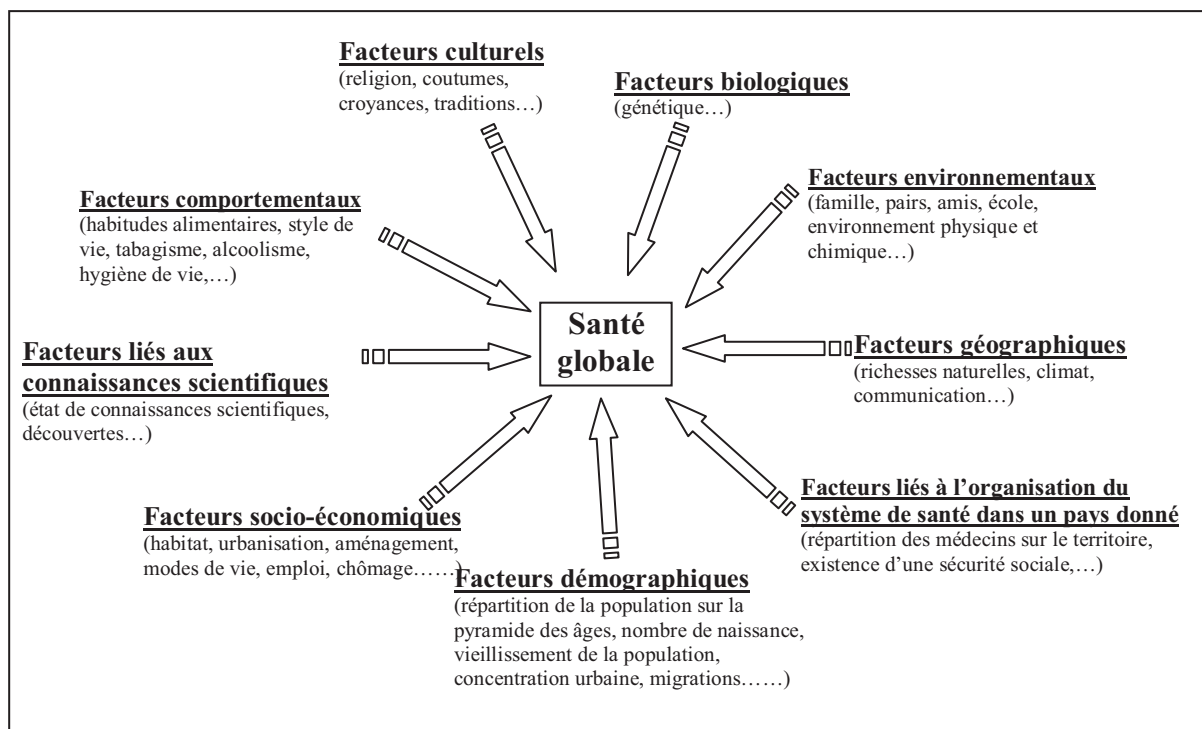 Facteurs culturels
(religion, coutumes,
croyances, traditions…)
Facteurs biologiques
(génétique…)
Facteurs comportementaux
(habitudes alimentaires, style de
vie, tabagisme, alcoolisme,
hygiène de vie,…)
Facteurs environnementaux
(famille, pairs, amis, école,
environnement physique et
chimique…)
Santé
globale
Facteurs liés aux
connaissances scientifiques
(état de connaissances scientifiques,
découvertes…)
Facteurs géographiques
(richesses naturelles, climat,
communication…)
Facteurs socio-économiques
(habitat, urbanisation, aménagement,
modes de vie, emploi, chômage……)
Facteurs démographiques
(répartition de la population sur la
pyramide des âges, nombre de naissance,
vieillissement de la population,
concentration urbaine, migrations……)
Facteurs liés à l’organisation du
système de santé dans un pays donné
(répartition des médecins sur le territoire,
existence d’une sécurité sociale,…)